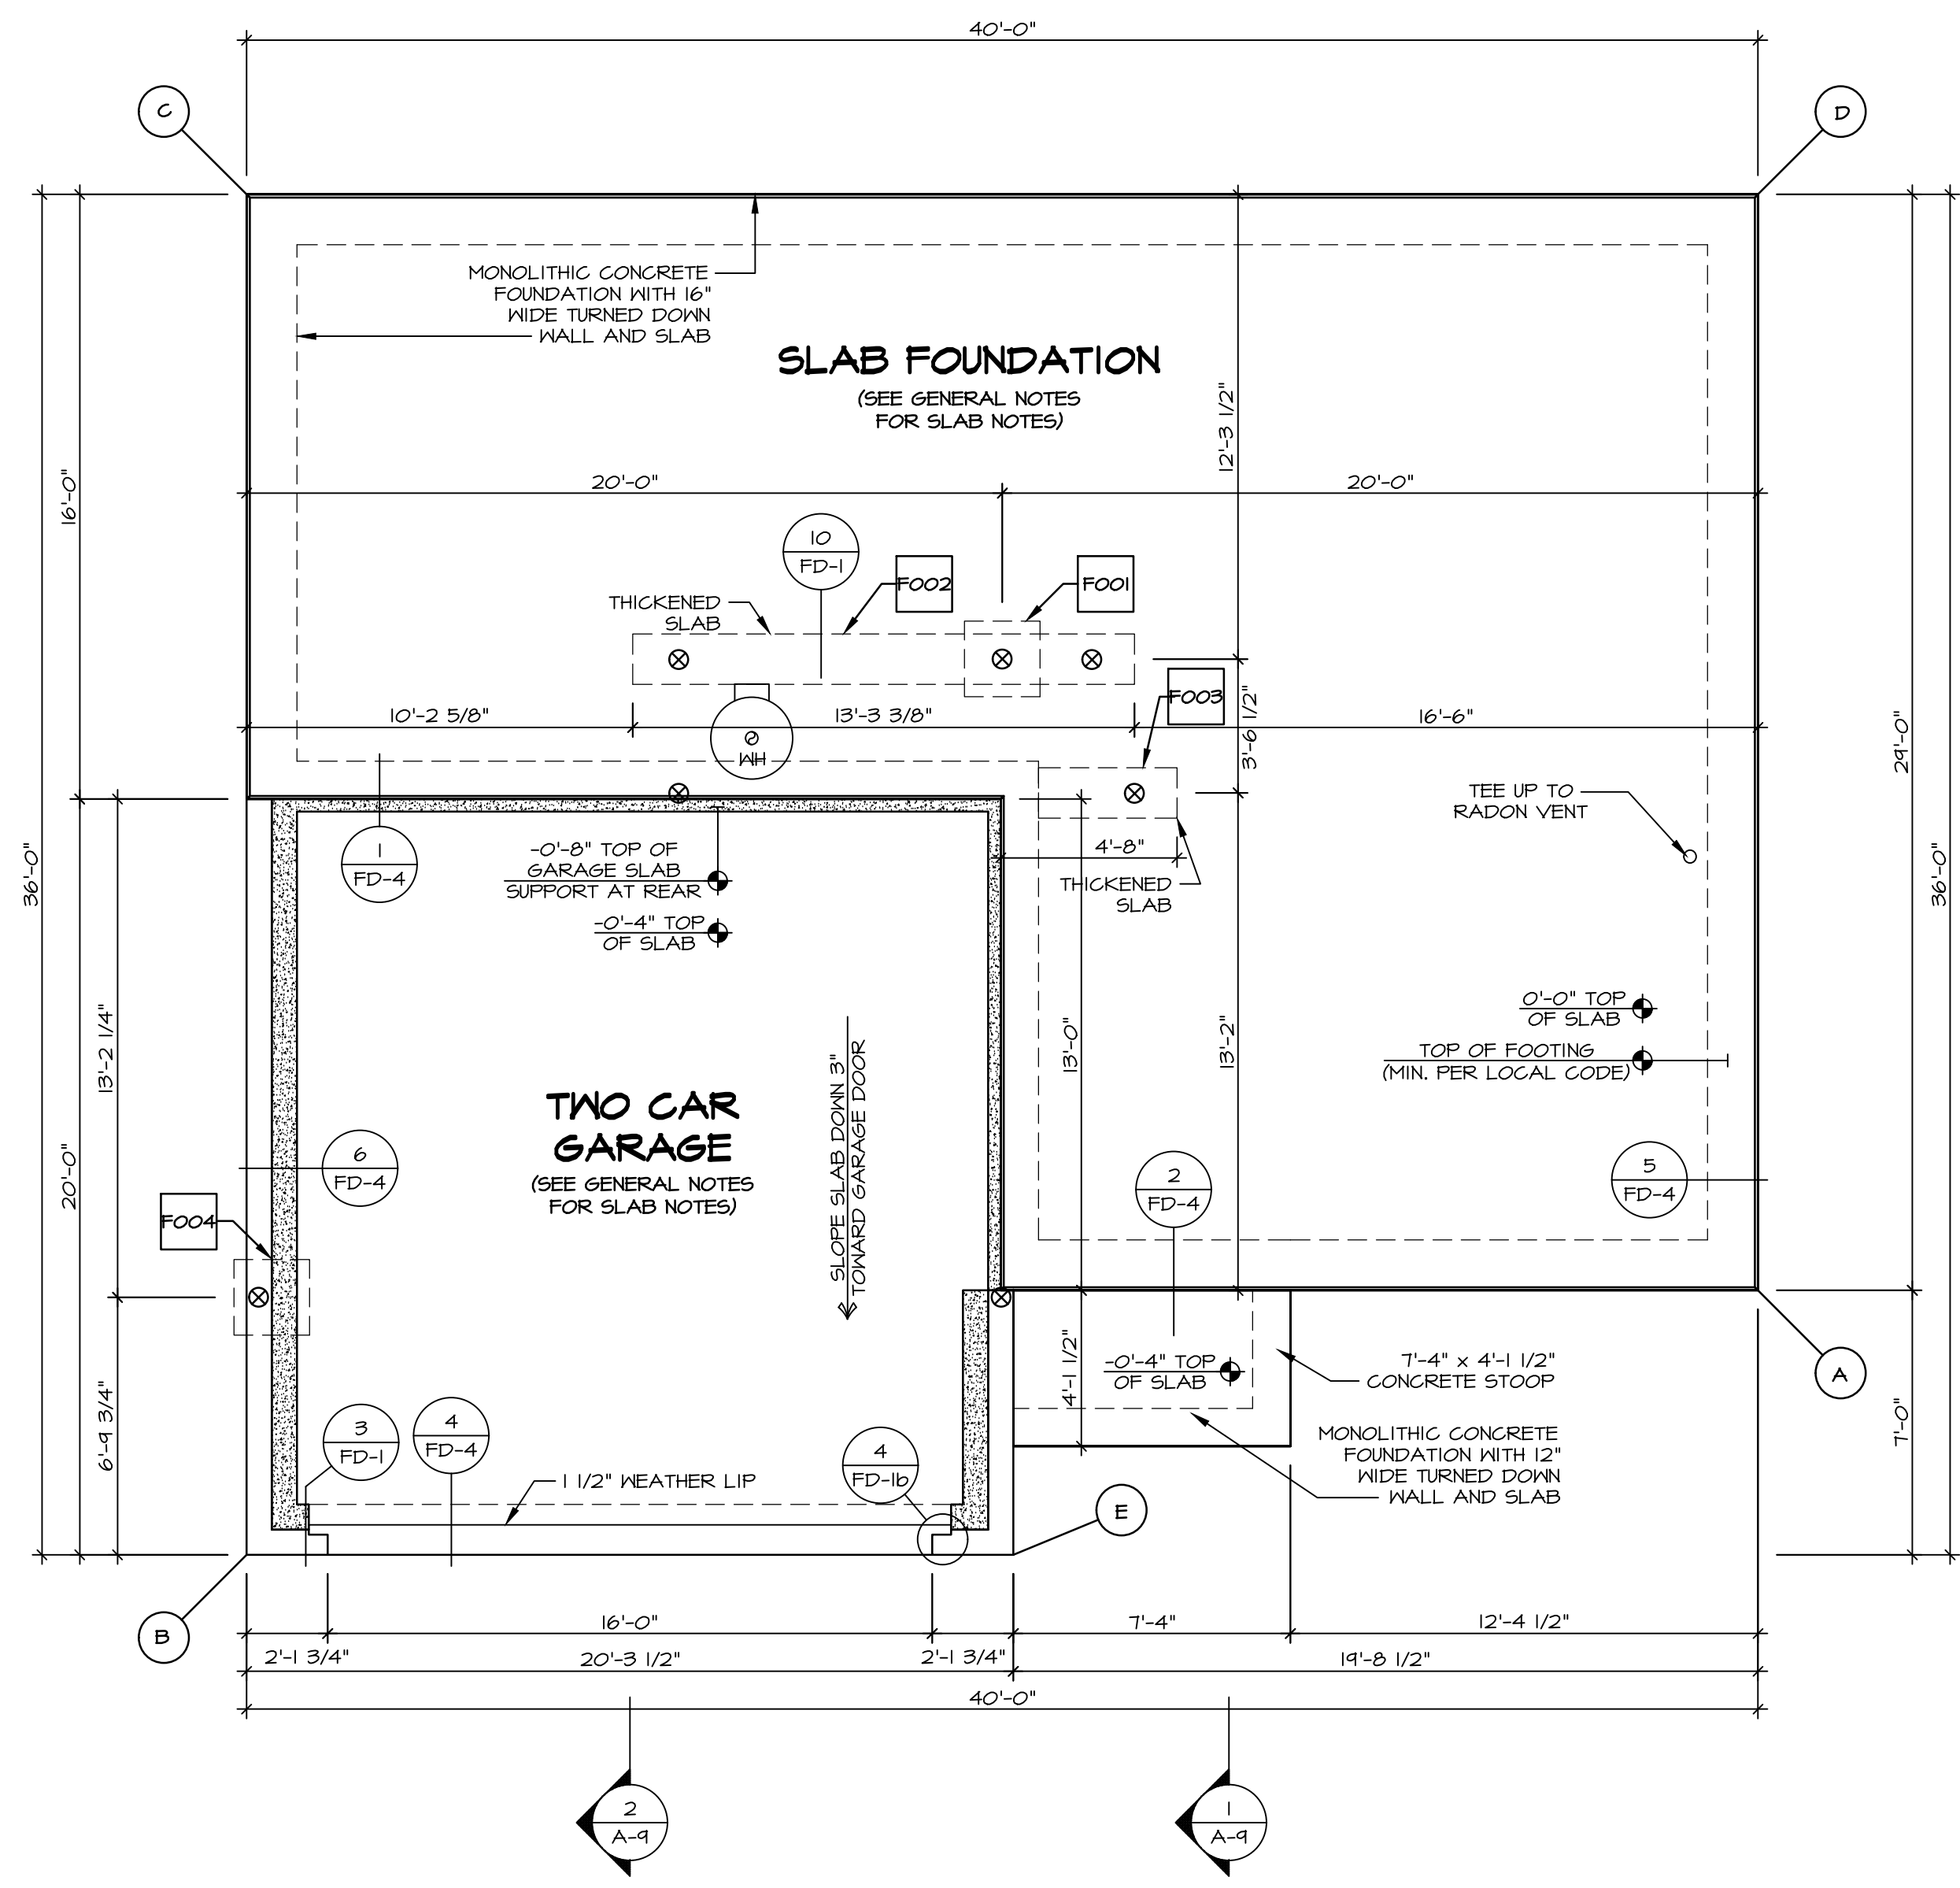 40'-0"
C
D
MONOLITHIC CONCRETE
FOUNDATION WITH 16"
WIDE TURNED DOWN
WALL AND SLAB
SLAB FOUNDATION
(SEE GENERAL NOTES
FOR SLAB NOTES)
12'-3 1/2"
16'-0"
20'-0"
20'-0"
10
FD-1
F002
F001
THICKENED
SLAB
F003
3'-6 1/2"
10'-2 5/8"
13'-3 3/8"
16'-6"
29'-0"
WH
TEE UP TO
RADON VENT
36'-0"
36'-0"
1
FD-4
-0'-8" TOP OF
GARAGE SLAB
SUPPORT AT REAR
4'-8"
THICKENED
SLAB
-0'-4" TOP
OF SLAB
0'-0" TOP
OF SLAB
TOP OF FOOTING
(MIN. PER LOCAL CODE)
13'-2 1/4"
13'-0"
13'-2"
TWO CAR
GARAGE
(SEE GENERAL NOTES
FOR SLAB NOTES)
SLOPE SLAB DOWN 3"
TOWARD GARAGE DOOR
20'-0"
6
FD-4
2
FD-4
5
FD-4
F004
4'-1 1/2"
-0'-4" TOP
OF SLAB
7'-4" x 4'-1 1/2"
CONCRETE STOOP
A
6'-9 3/4"
7'-0"
3
FD-1
4
FD-4
4
FD-1b
1 1/2" WEATHER LIP
MONOLITHIC CONCRETE
FOUNDATION WITH 12"
WIDE TURNED DOWN
WALL AND SLAB
E
B
16'-0"
7'-4"
12'-4 1/2"
2'-1 3/4"
20'-3 1/2"
2'-1 3/4"
19'-8 1/2"
40'-0"
2
A-9
1
A-9